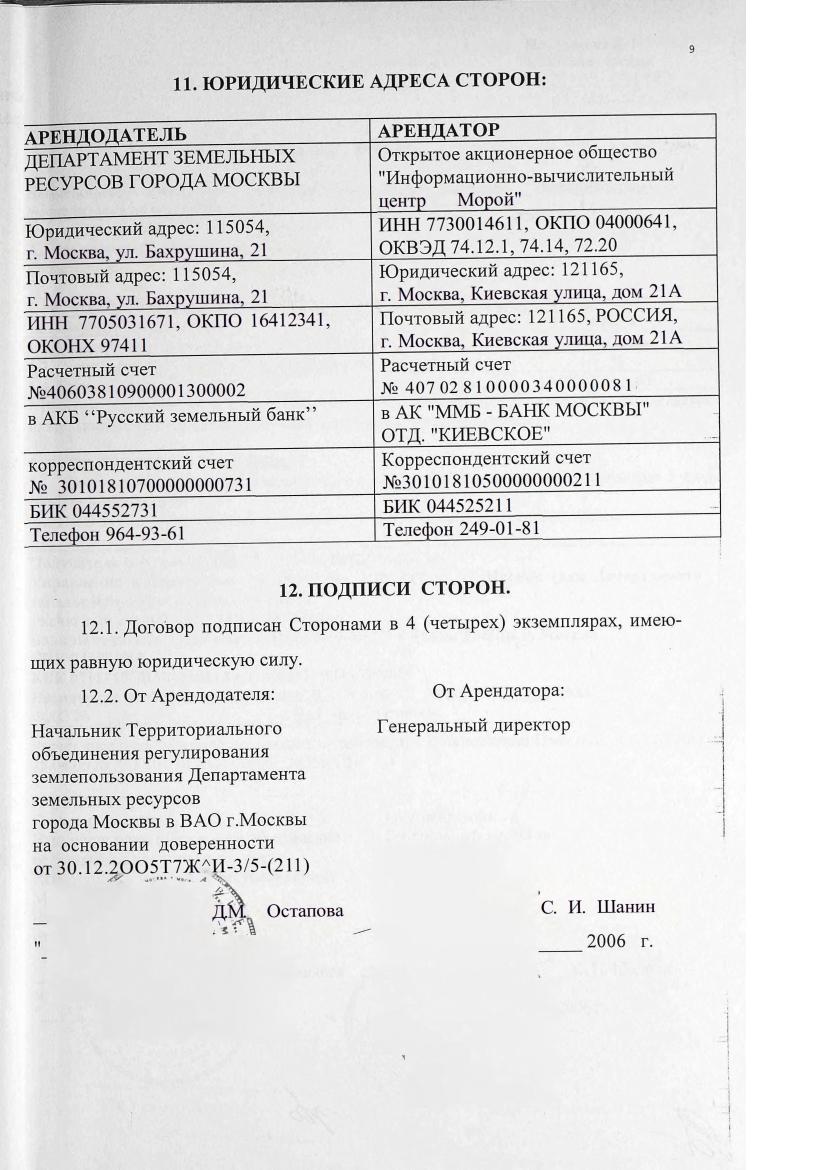 9
11. ЮРИДИЧЕСКИЕ АДРЕСА СТОРОН:
АРЕНДОДАТЕЛЬ
АРЕНДАТОР
ДЕПАРТАМЕНТ ЗЕМЕЛЬНЫХ
РЕСУРСОВ ГОРОДА МОСКВЫ
Открытое акционерное общество
"Информационно-вычислительный
центр Морой"
Юридический адрес: 115054,
г. Москва, ул. Бахрушина, 21
ИНН 7730014611, ОКПО 04000641,
ОКВЭД 74.12.1, 74.14, 72.20
Почтовый адрес: 115054,
г. Москва, ул. Бахрушина, 21
Юридический адрес: 121165,
г. Москва, Киевская улица, дом 21А
ИНН 7705031671, ОКПО 16412341,
ОКОНХ 97411
Почтовый адрес: 121165, РОССИЯ,
г. Москва, Киевская улица, дом 21А
Расчетный счет
№40603810900001300002
Расчетный счет
№ 407 02 810000340000081
в АКБ ‘‘Русский земельный банк’’
в АК "ММБ - БАНК МОСКВЫ"
ОТД. "КИЕВСКОЕ"
корреспондентский счет
№ 30101810700000000731
Корреспондентский счет
№30101810500000000211
БИК 044552731
БИК 044525211
Телефон 964-93-61
Телефон 249-01-81
12. ПОДПИСИ СТОРОН.
12.1. Договор подписан Сторонами в 4 (четырех) экземплярах, имею-
щих равную юридическую силу.
12.2. От Арендодателя:
От Арендатора:
Начальник Территориального
объединения регулирования
землепользования Департамента
земельных ресурсов
города Москвы в ВАО г.Москвы
на основании доверенности
от 30.12.2ОО5Т7Ж^И-3/5-(211)
Генеральный директор
ДМ. Остапова
С. И. Шанин
"
_____ 2006 г.